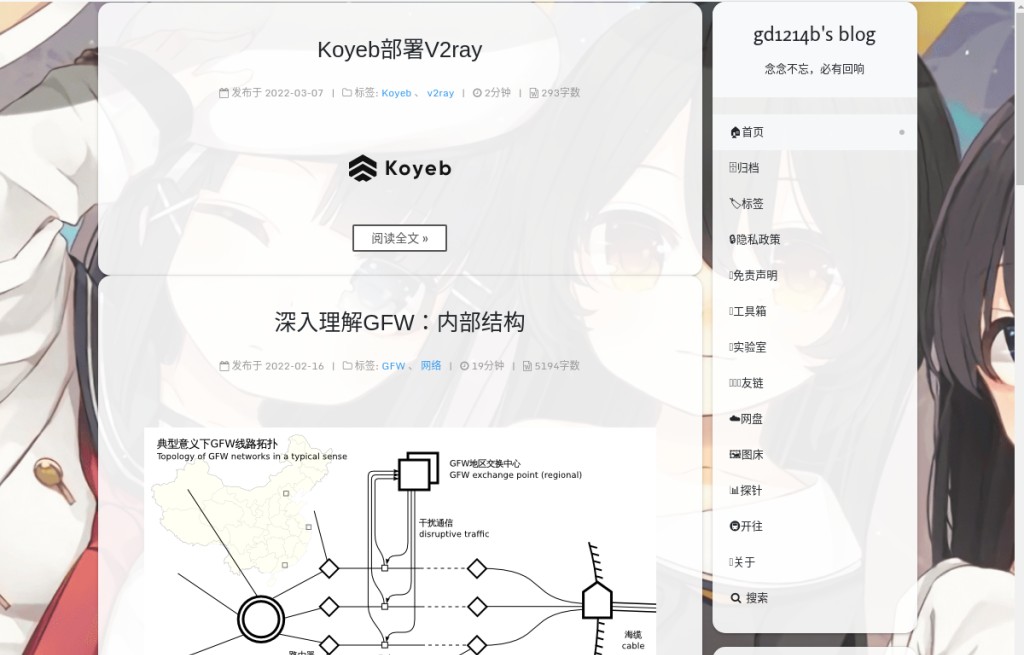 Koyeb部署V2ray
发布于 2022-03-07 | 标签: Koyeb 、 v2ray | 2分钟 | 293字数
Koyeb
阅读全文 »
深入理解GFW：内部结构
发布于 2022-02-16 | 标签: GFW 、 网络 | 19分钟 | 5194字数
典型意义下GFW线路拓扑
Topology of GFW networks in a typical sense
GFW地区交换中心
GFW exchange point (regional)
干扰通信
disruptive traffic
海缆
cable
路由器
gd1214b's blog
念念不忘，必有回响
首页
归档
标签
隐私政策
免责声明
工具箱
实验室
友链
网盘
图床
探针
开往
关于
搜索